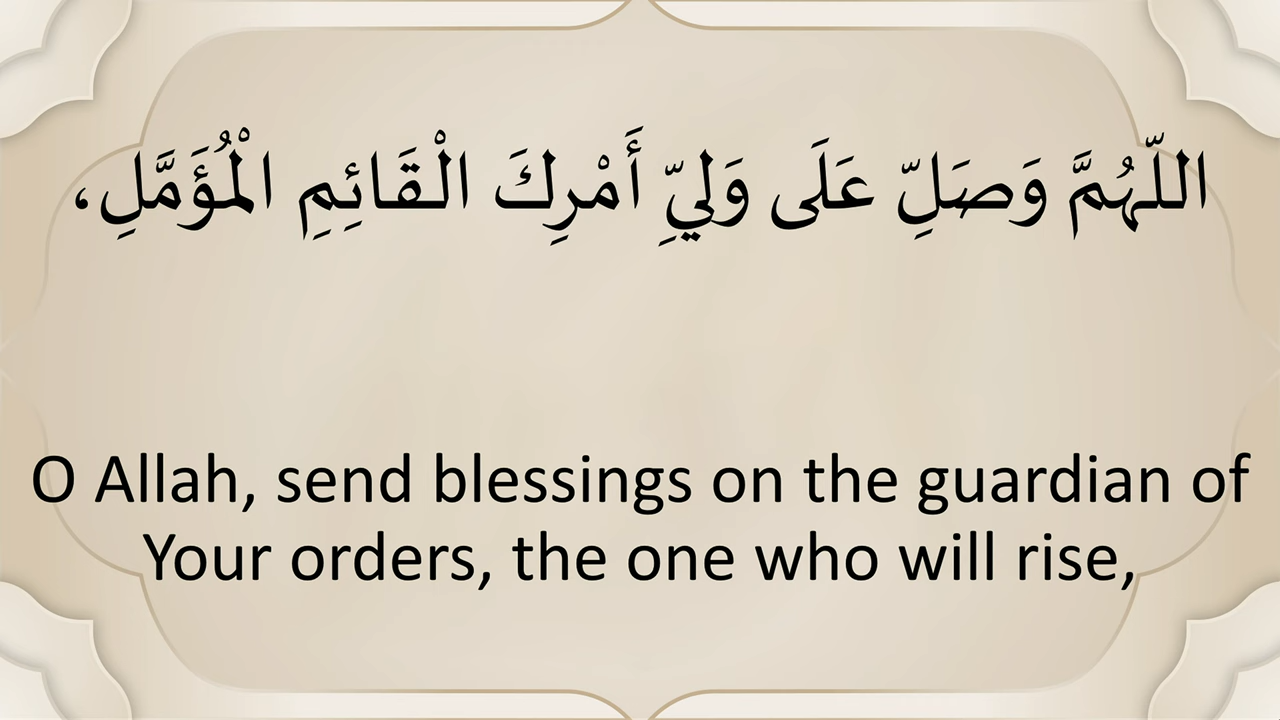 اللّهُمَّ وَصَلِّ عَلَى وَلِيِّ أَمْرِكَ الْقَائِمِ الْمُؤَمَّلِ،
O Allah, send blessings on the guardian of
Your orders, the one who will rise,